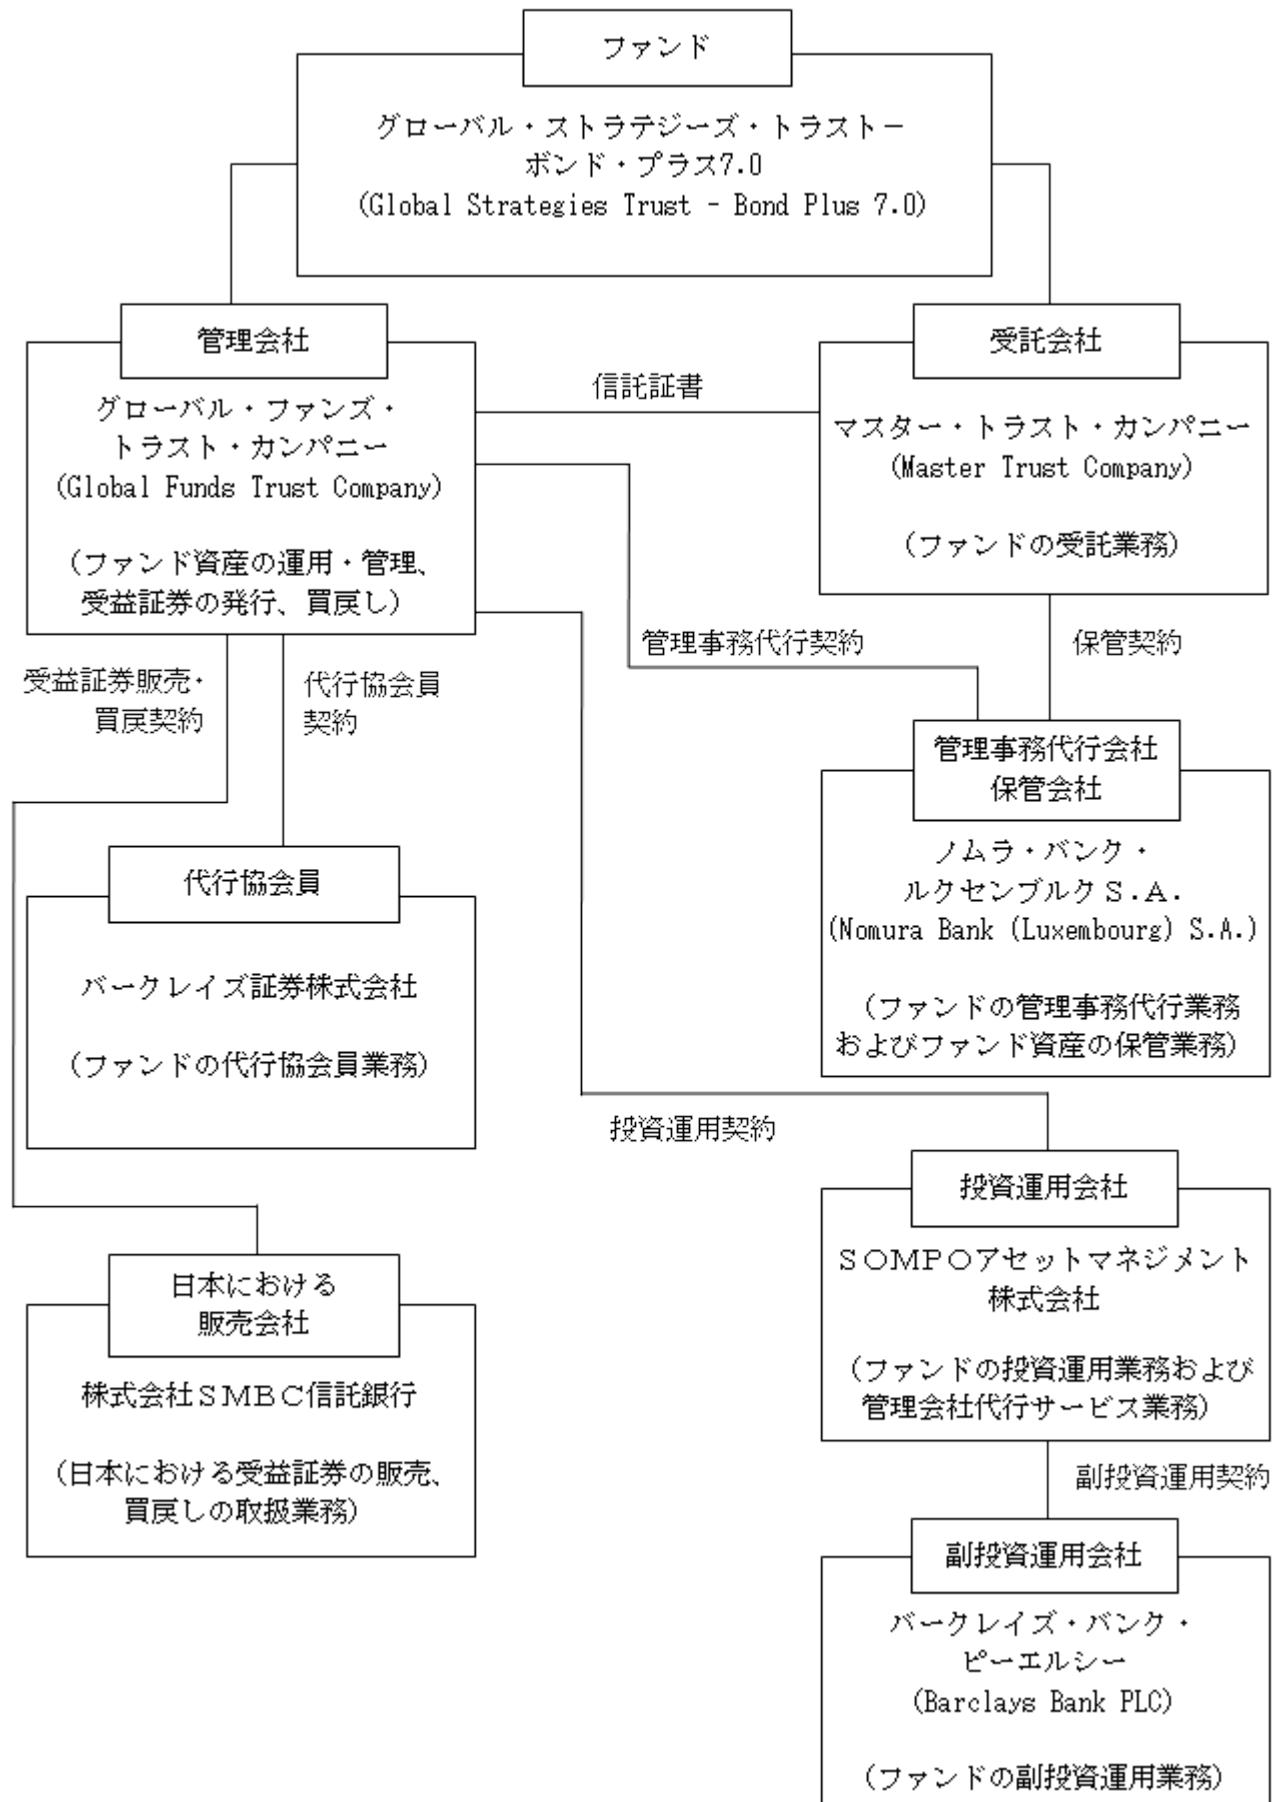 ファンド
グローバル・ストラテジーズ・トラスト－
ボンド・プラス7.0
(Global Strategies Trust - Bond Plus 7.0)
管理会社
グローバル・ファンズ・
トラスト・カンパニー
(Global Funds Trust Company)
(ファンド資産の運用・管理、
受益証券の発行、買戻し)
信託証書
受託会社
マスター・トラスト・カンパニー
(Master Trust Company)
(ファンドの受託業務)
受益証券販売・
買戻契約
代行協会員
契約
管理事務代行契約
保管契約
管理事務代行会社
保管会社
ノムラ・バンク・
ルクセンブルクＳ.Ａ.
(Nomura Bank (Luxembourg) S.A.)
(ファンドの管理事務代行業務
およびファンド資産の保管業務)
代行協会員
バークレイズ証券株式会社
(ファンドの代行協会員業務)
投資運用契約
投資運用会社
ＳＯＭＰＯアセットマネジメント
株式会社
(ファンドの投資運用業務および
管理会社代行サービス業務)
日本における
販売会社
株式会社ＳＭＢＣ信託銀行
(日本における受益証券の販売、
買戻しの取扱業務)
副投資運用契約
副投資運用会社
バークレイズ・バンク・
ピーエルシー
(Barclays Bank PLC)
(ファンドの副投資運用業務)